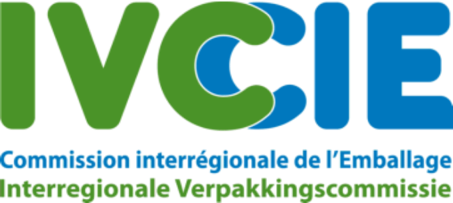 IVCIE
Commission interrégionale de l'Emballage
Interregionale Verpakkingscommissie